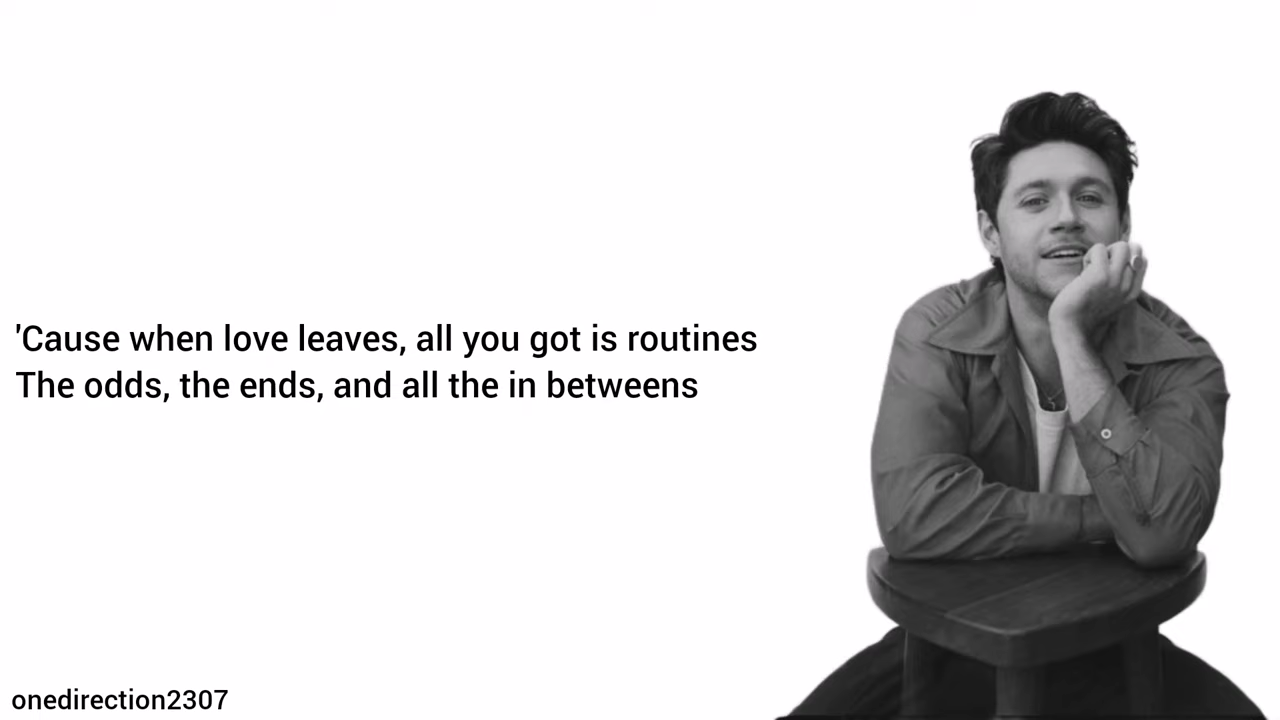 'Cause when love leaves, all you got is routines
The odds, the ends, and all the in betweens
onedirection2307